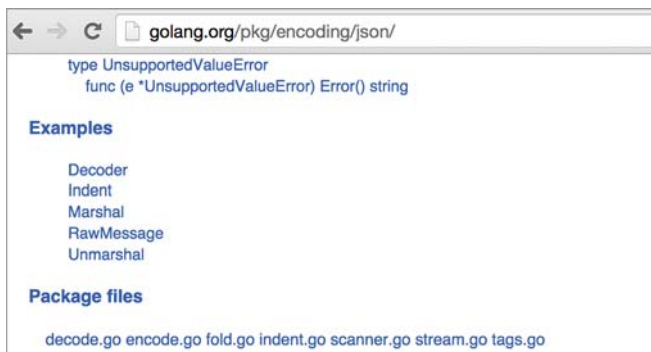 golang.org/pkg/encoding/json/
type UnsupportedValueError
func (e *UnsupportedValueError) Error() string
Examples
Decoder
Indent
Marshal
RawMessage
Unmarshal
Package files
decode.go encode.go fold.go indent.go scanner.go stream.go tags.go